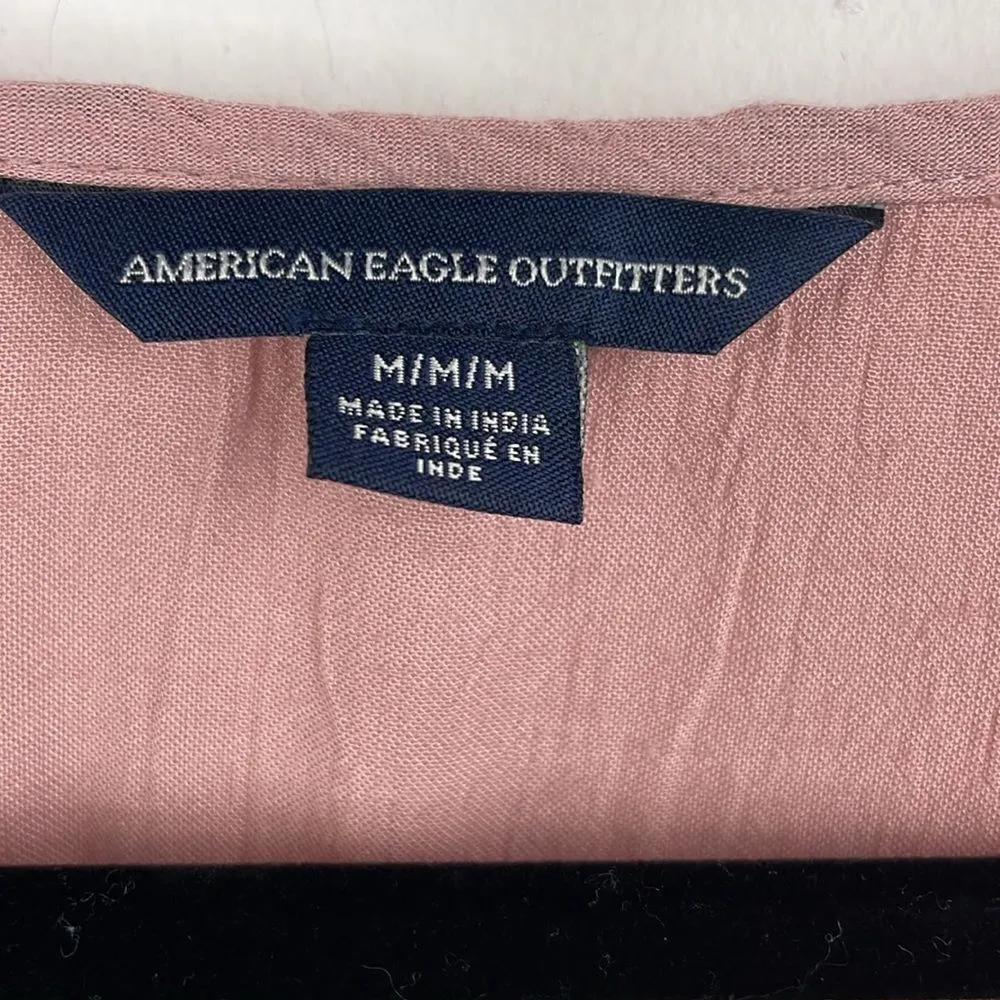 AMERICAN EAGLE OUTFITTERS
M/M/M
MADE IN INDIA
FABRIQUÉ EN
INDE